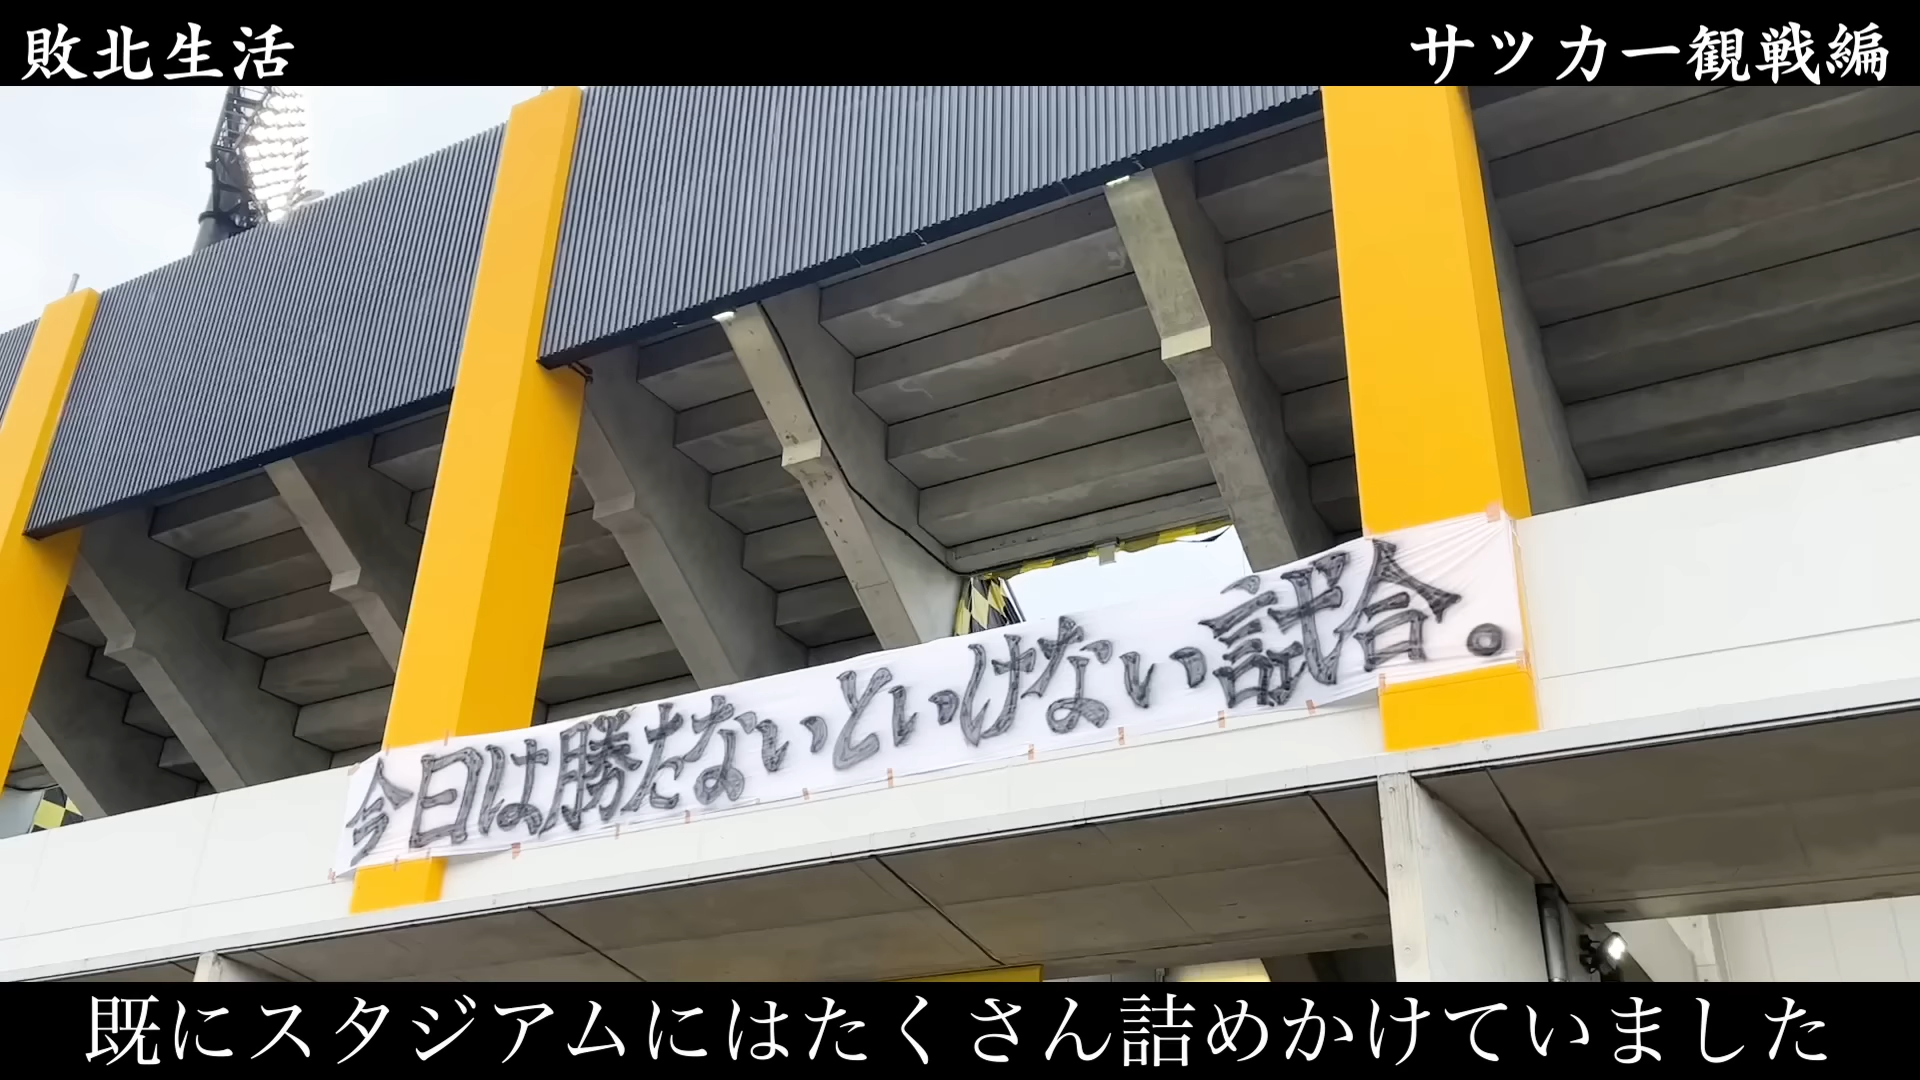 敗北生活
サッカー観戦編
今日は勝たないといけない試合。
既にスタジアムにはたくさん詰めかけていました